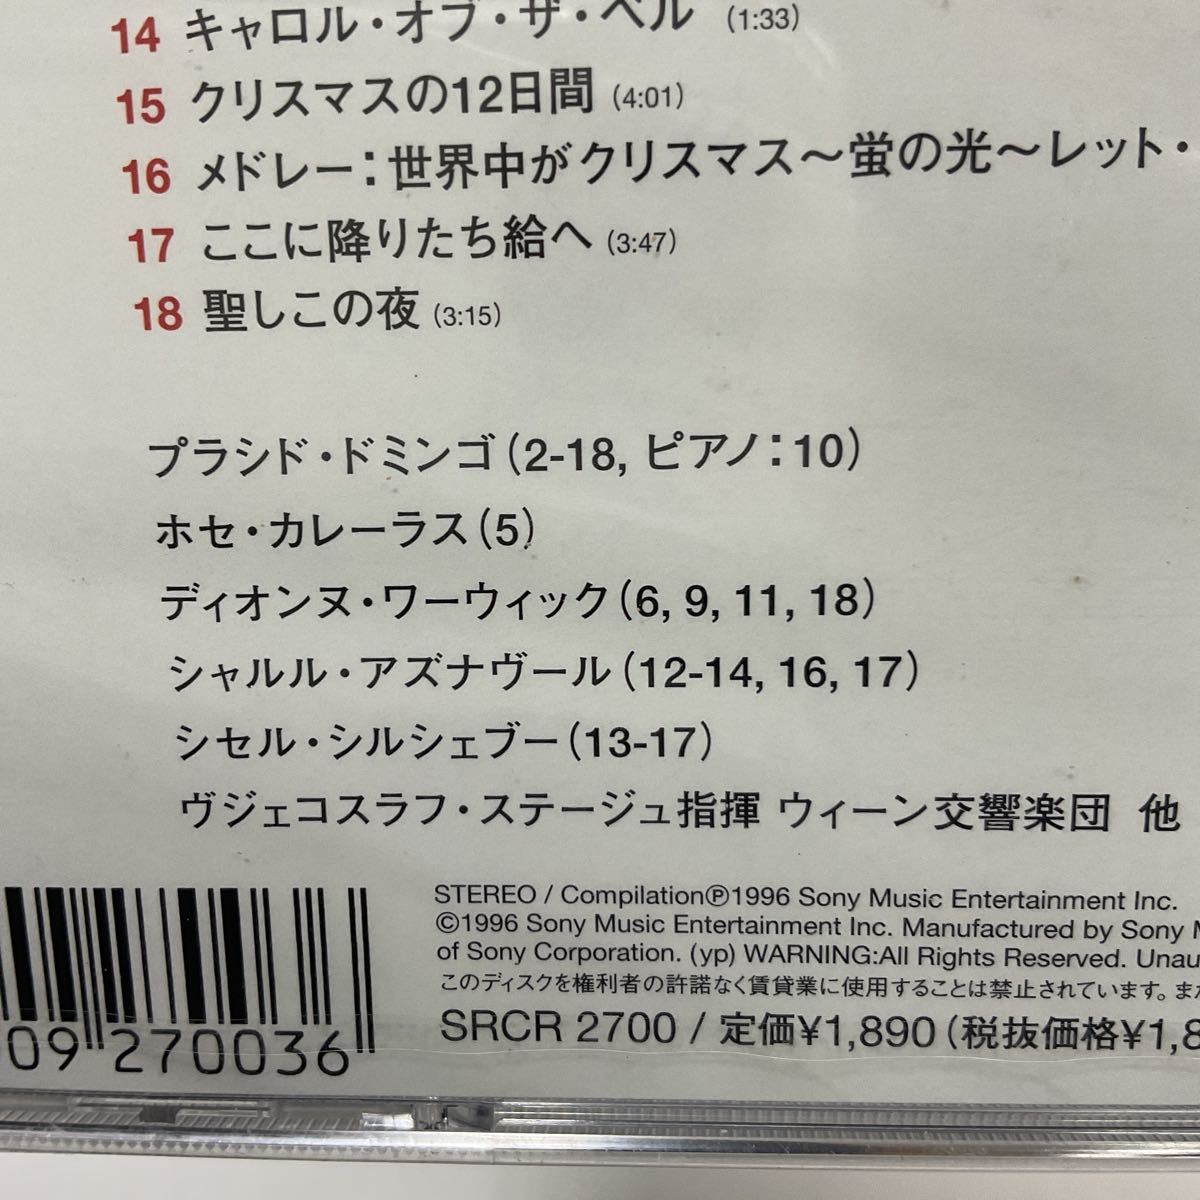 14 キャロル・オブ・ザ・ベル (1:33)
15 クリスマスの12日間 (4:01)
16 メドレー：世界中がクリスマス〜蛍の光〜レット・
17 ここに降りたち給へ (3:47)
18 聖しこの夜 (3:15)
プラシド・ドミンゴ (2-18, ピアノ：10)
ホセ・カレーラス (5)
ディオンヌ・ワーウィック (6, 9, 11, 18)
シャルル・アズナヴール (12-14, 16, 17)
シセル・シルシェブー (13-17)
ヴジェコスラフ・ステージュ指揮 ウィーン交響楽団 他
STEREO / Compilation℗1996 Sony Music Entertainment Inc.
©1996 Sony Music Entertainment Inc. Manufactured by Sony M
of Sony Corporation. (yp) WARNING:All Rights Reserved. Unau
このディスクを権利者の許諾なく賃貸業に使用することは禁止されています。また
SRCR 2700 / 定価¥1,890 (税抜価格¥1,8
09 270036